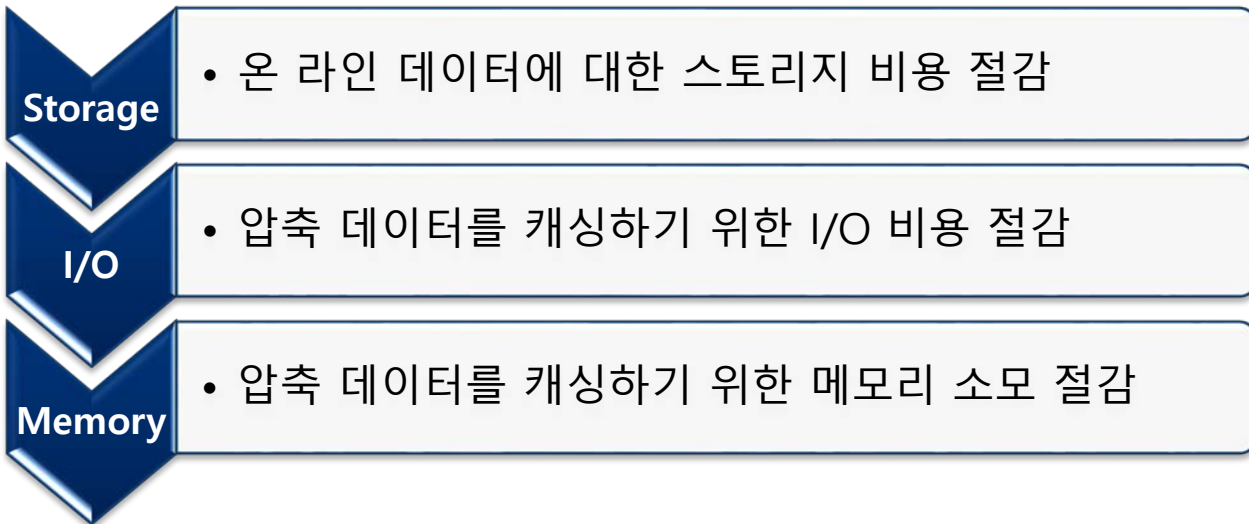 Storage
• 온 라인 데이터에 대한 스토리지 비용 절감
I/O
• 압축 데이터를 캐싱하기 위한 I/O 비용 절감
Memory
• 압축 데이터를 캐싱하기 위한 메모리 소모 절감